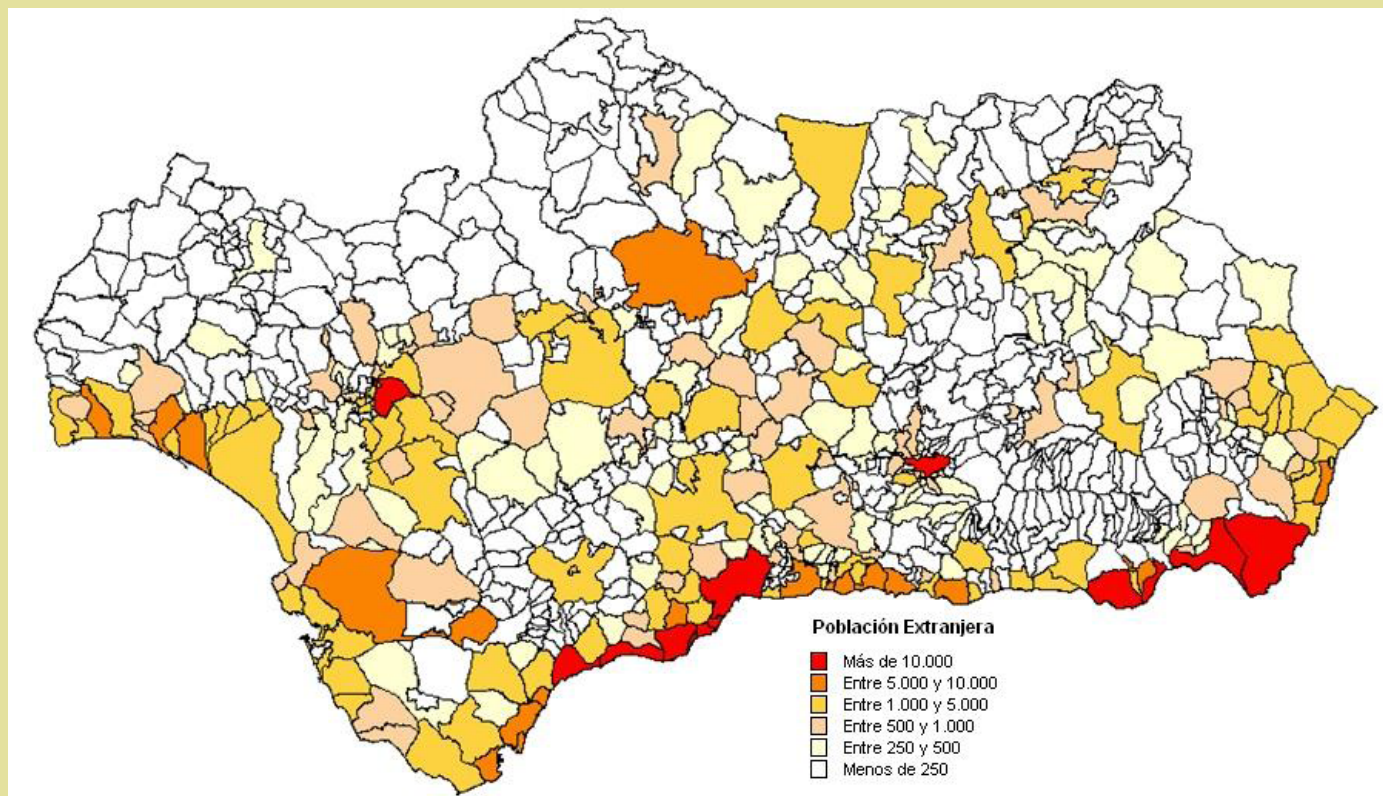 Población Extranjera
Más de 10.000
Entre 5.000 y 10.000
Entre 1.000 y 5.000
Entre 500 y 1.000
Entre 250 y 500
Menos de 250